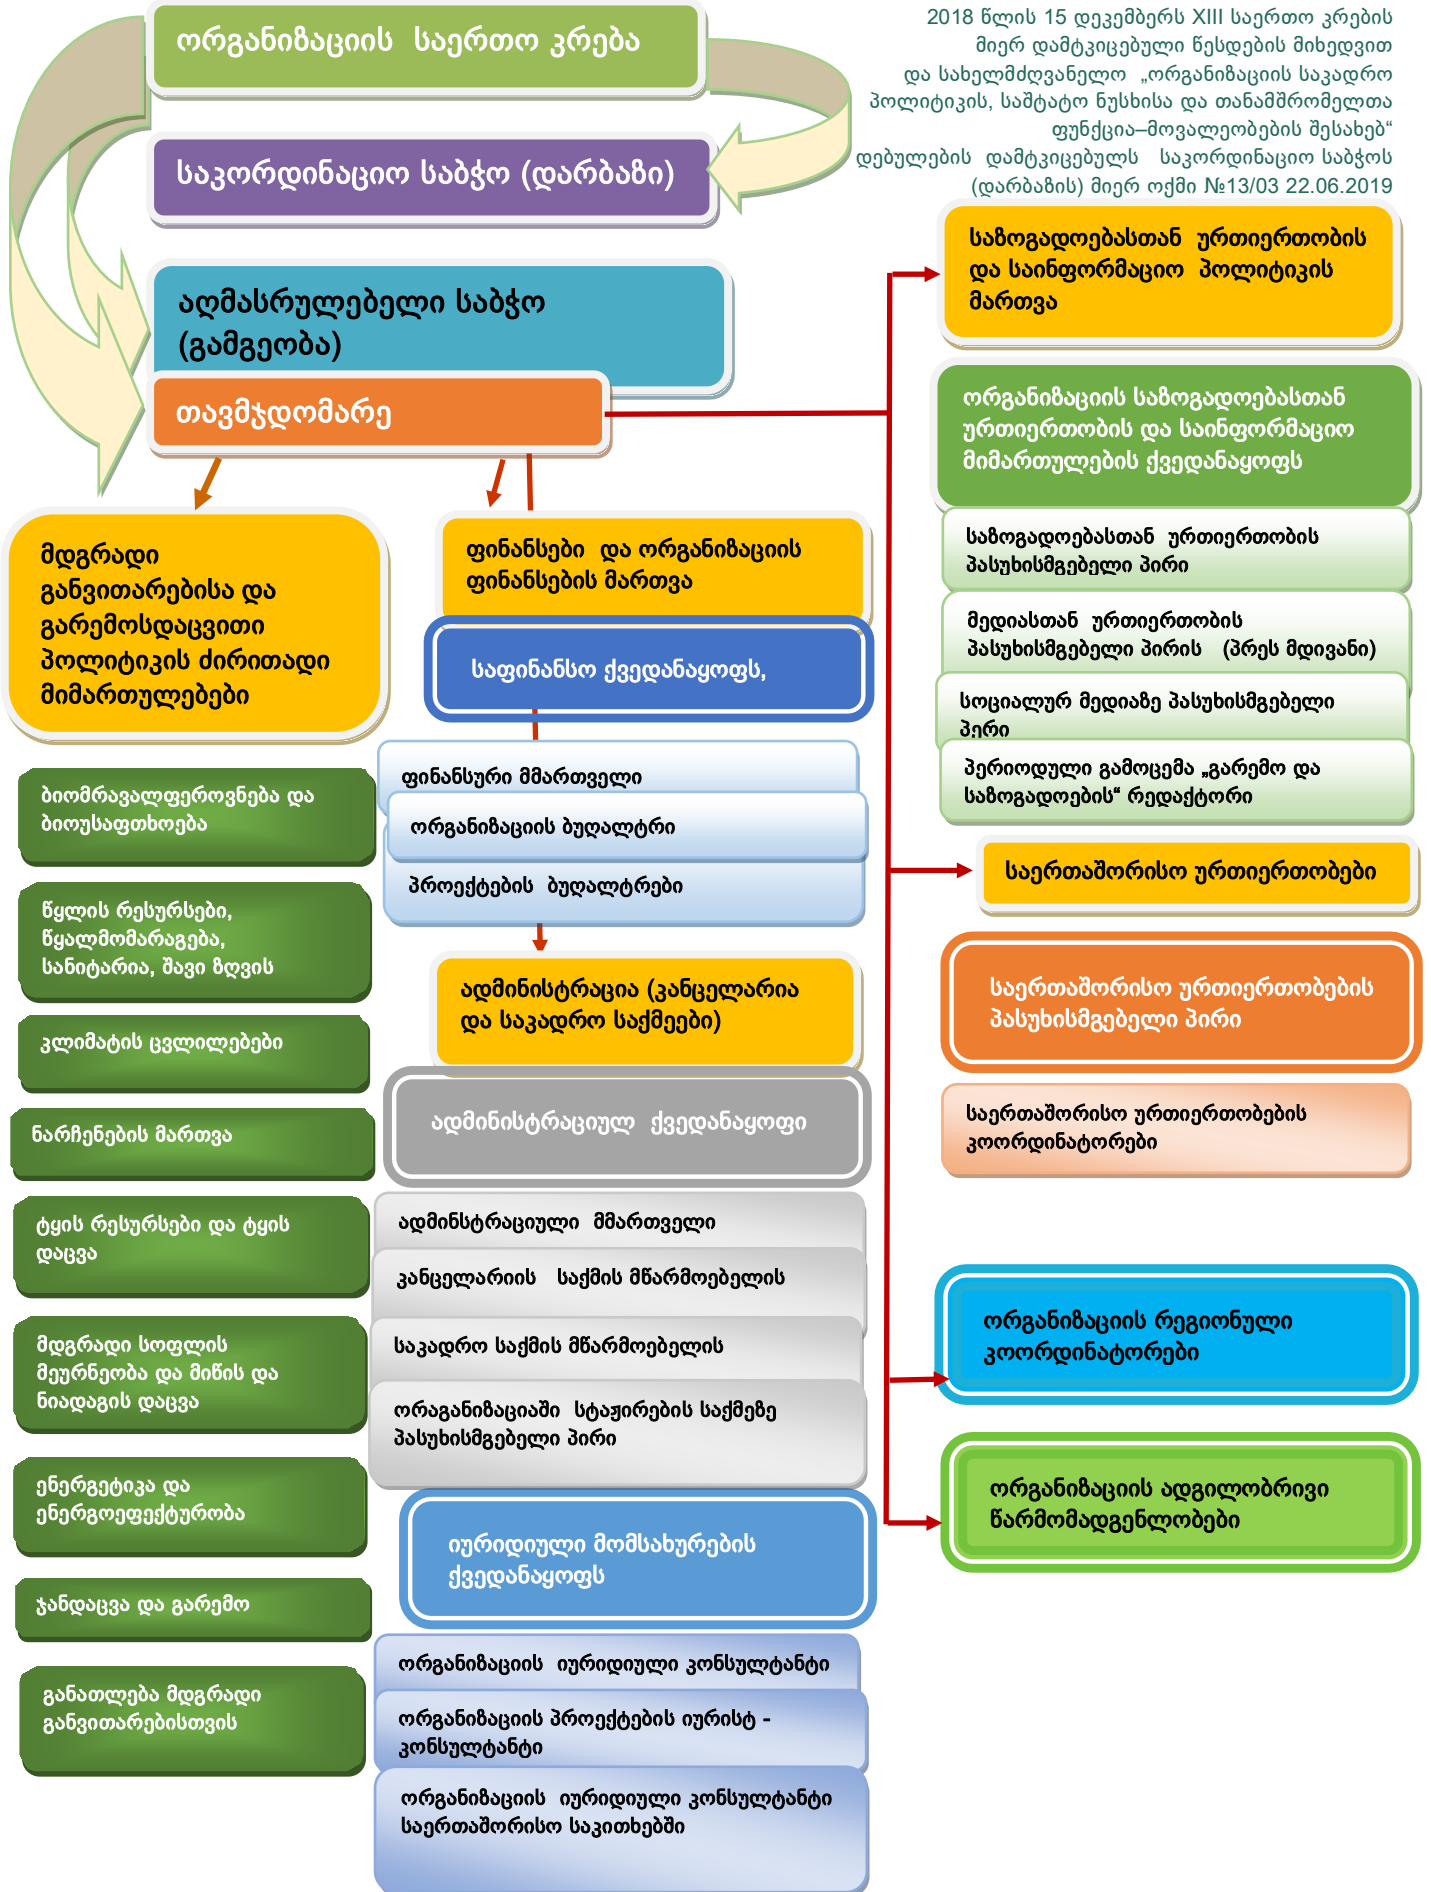 ორგანიზაციის  საერთო კრება
2018 წლის 15 დეკემბერს XIII საერთო კრების
მიერ დამტკიცებული წესდების მიხედვით
და სახელმძღვანელო  „ორგანიზაციის საკადრო
პოლიტიკის, საშტატო ნუსხისა და თანამშრომელთა
ფუნქცია–მოვალეობების შესახებ“
დებულების  დამტკიცებულს   საკორდინაციო საბჭოს
(დარბაზის) მიერ ოქმი №13/03 22.06.2019
საკორდინაციო საბჭო (დარბაზი)
აღმასრულებელი საბჭო
(გამგეობა)
თავმჯდომარე
მდგრადი
განვითარებისა და
გარემოსდაცვითი
პოლიტიკის ძირითადი
მიმართულებები
ბიომრავალფეროვნება და
ბიოუსაფთხოება
წყლის რესურსები,
წყალმომარაგება,
სანიტარია, შავი ზღვის
კლიმატის ცვლილებები
ნარჩენების მართვა
ტყის რესურსები და ტყის
დაცვა
მდგრადი სოფლის
მეურნეობა და მიწის და
ნიადაგის დაცვა
ენერგეტიკა და
ენერგოეფექტურობა
ჯანდაცვა და გარემო
განათლება მდგრადი
განვითარებისთვის
ფინანსები  და ორგანიზაციის
ფინანსების მართვა
საფინანსო ქვედანაყოფს,
ფინანსური მმართველი
ორგანიზაციის ბუღალტრი
პროექტების  ბუღალტრები
ადმინისტრაცია (კანცელარია
და საკადრო საქმეები)
ადმინისტრაციულ  ქვედანაყოფი
ადმინსტრაციული  მმართველი
კანცელარიის   საქმის მწარმოებელის
საკადრო საქმის მწარმოებელის
ორაგანიზაციაში  სტაჟირების საქმეზე
პასუხისმგებელი პირი
იურიდიული მომსახურების
ქვედანაყოფს
ორგანიზაციის  იურიდიული კონსულტანტი
ორგანიზაციის პროექტების იურისტ -
კონსულტანტი
ორგანიზაციის  იურიდიული კონსულტანტი
საერთაშორისო საკითხებში
საზოგადოებასთან  ურთიერთობის
და საინფორმაციო  პოლიტიკის
მართვა
ორგანიზაციის საზოგადოებასთან
ურთიერთობის და საინფორმაციო
მიმართულების ქვედანაყოფს
საზოგადოებასთან  ურთიერთობის
პასუხისმგებელი პირი
მედიასთან  ურთიერთობის
პასუხისმგებელი პირის   (პრეს მდივანი)
სოციალურ მედიაზე პასუხისმგებელი
პერი
პერიოდული გამოცემა „გარემო და
საზოგადოების“ რედაქტორი
საერთაშორისო ურთიერთობები
საერთაშორისო ურთიერთობების
პასუხისმგებელი პირი
საერთაშორისო ურთიერთობების
კოორდინატორები
ორგანიზაციის რეგიონული
კოორდინატორები
ორგანიზაციის ადგილობრივი
წარმომადგენლობები